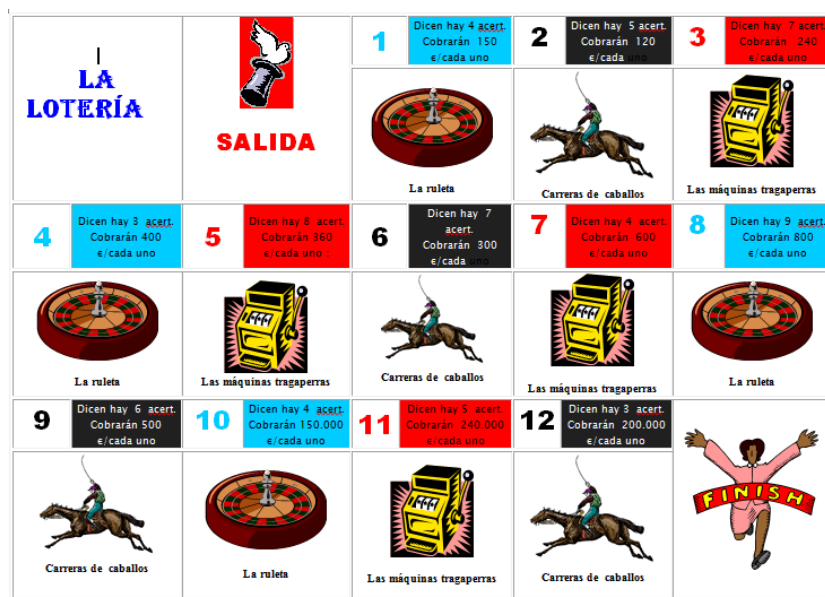 LA
LOTERÍA
SALIDA
1
Dicen hay 4 acert.
Cobrarán 150
€/cada uno
2
Dicen hay 5 acert.
Cobrarán 120
€/cada uno
3
Dicen hay 7 acert.
Cobrarán 240
€/cada uno
La ruleta
Carreras de caballos
Las máquinas tragaperras
4
Dicen hay 3 acert.
Cobrarán 400
€/cada uno
5
Dicen hay 8 acert.
Cobrarán 360
€/cada uno :
6
Dicen hay 7
acert.
Cobrarán 300
€/cada uno
7
Dicen hay 4 acert.
Cobrarán 600
€/cada uno
8
Dicen hay 9 acert.
Cobrarán 800
€/cada uno
La ruleta
Las máquinas tragaperras
Carreras de caballos
Las máquinas tragaperras
La ruleta
9
Dicen hay 6 acert.
Cobrarán 500
€/cada uno
10
Dicen hay 4 acert.
Cobrarán 150.000
€/cada uno
11
Dicen hay 5 acert.
Cobrarán 240.000
€/cada uno
12
Dicen hay 3 acert.
Cobrarán 200.000
€/cada uno
FINISH
Carreras de caballos
La ruleta
Las máquinas tragaperras
Carreras de caballos